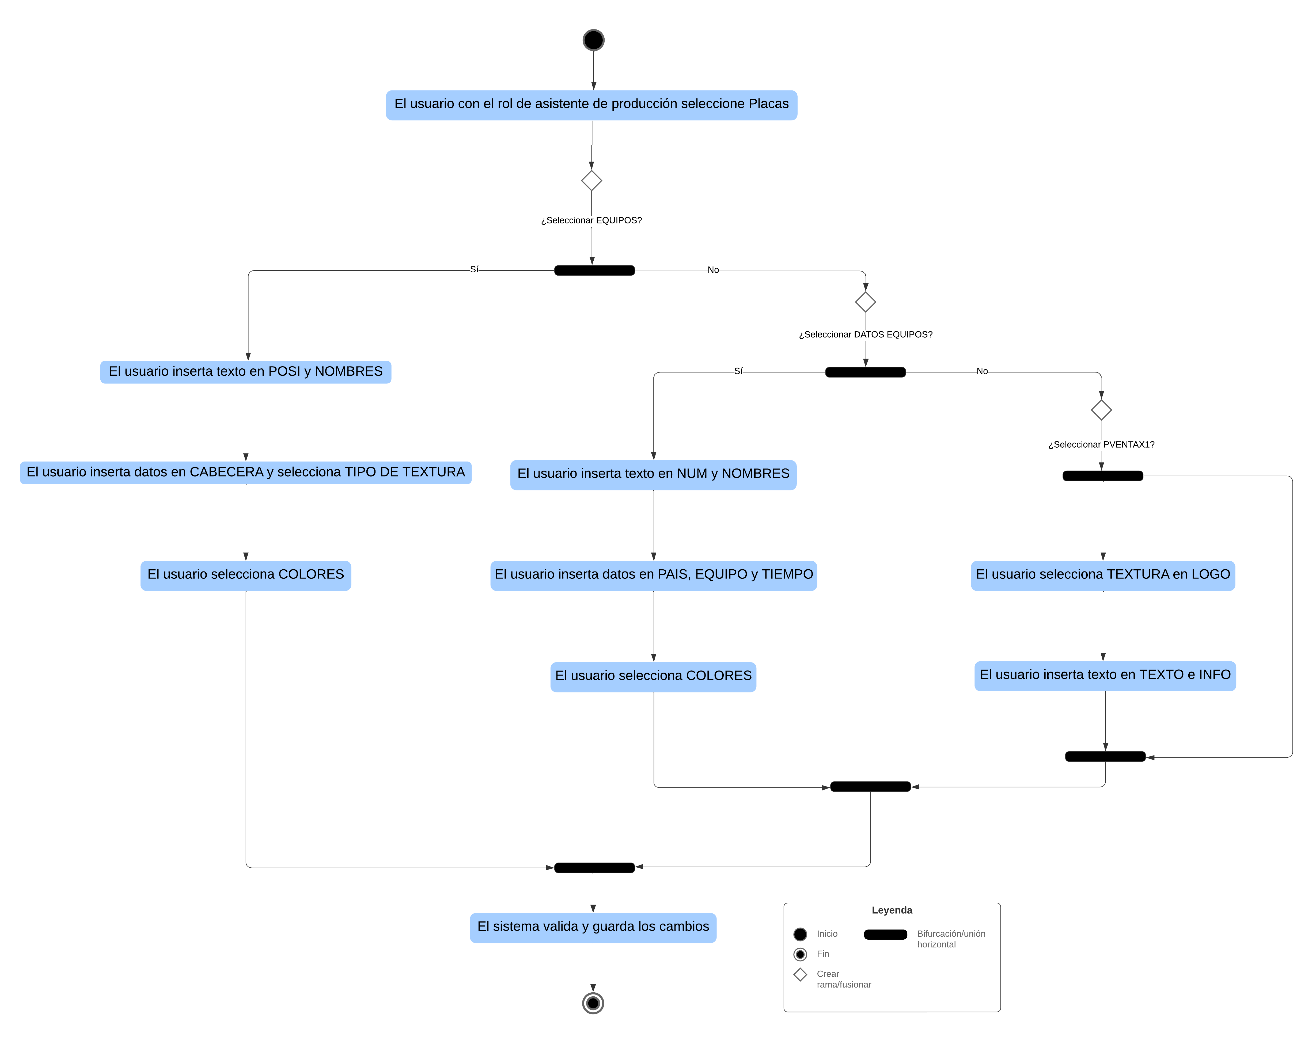 El usuario con el rol de asistente de producción seleccione Placas
¿Seleccionar EQUIPOS?
Sí
No
¿Seleccionar DATOS EQUIPOS?
El usuario inserta texto en POSI y NOMBRES
Sí
No
¿Seleccionar PVENTAX1?
El usuario inserta datos en CABECERA y selecciona TIPO DE TEXTURA
El usuario inserta texto en NUM y NOMBRES
El usuario selecciona COLORES
El usuario inserta datos en PAIS, EQUIPO y TIEMPO
El usuario selecciona TEXTURA en LOGO
El usuario selecciona COLORES
El usuario inserta texto en TEXTO e INFO
El sistema valida y guarda los cambios
Leyenda
Inicio
Fin
Crear
rama/fusionar
Bifurcación/unión
horizontal